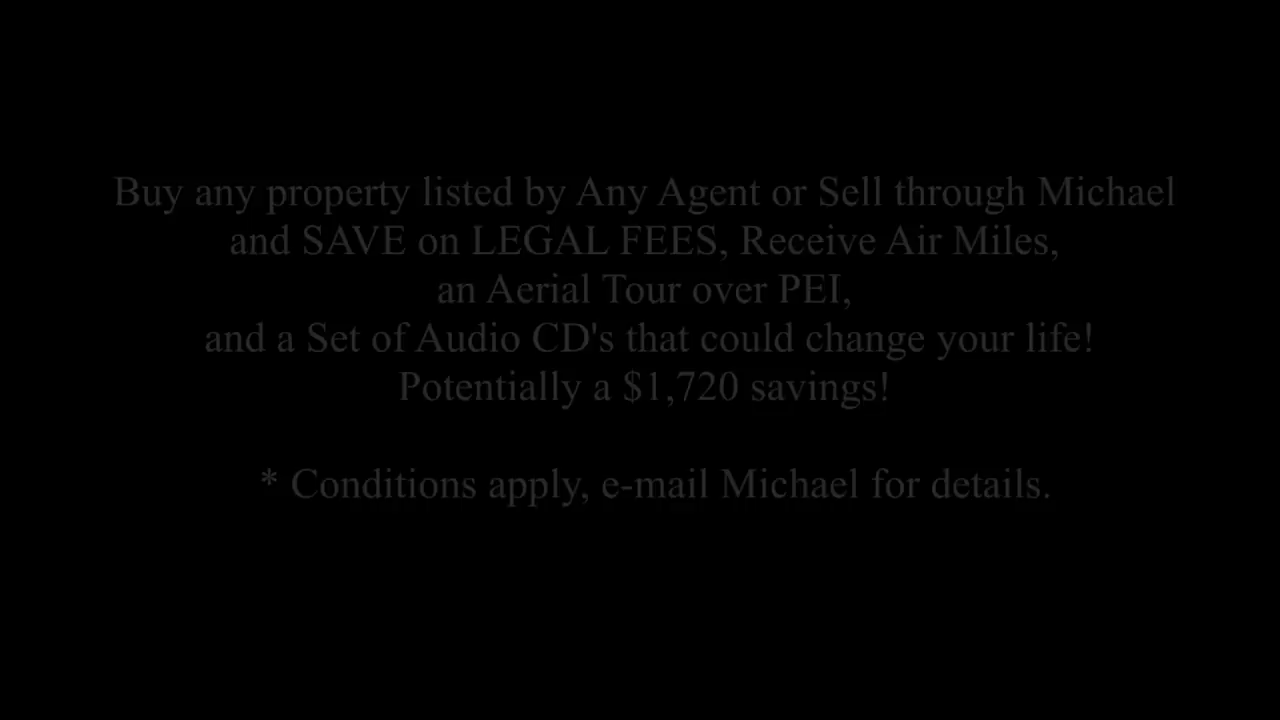 Buy any property listed by Any Agent or Sell through Michael
and SAVE on LEGAL FEES, Receive Air Miles,
an Aerial Tour over PEI,
and a Set of Audio CD's that could change your life!
Potentially a $1,720 savings!
* Conditions apply, e-mail Michael for details.